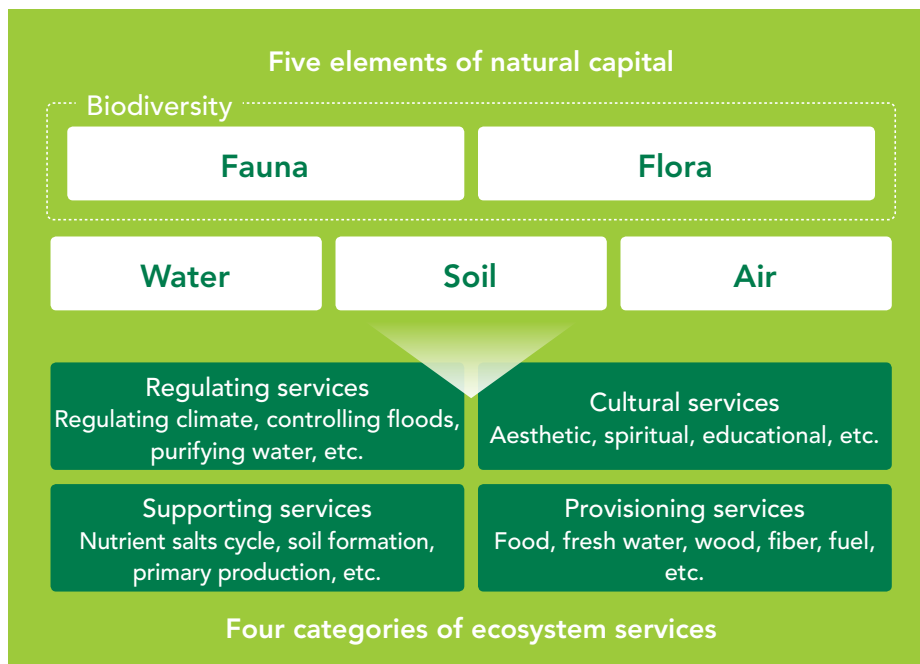 Five elements of natural capital
Biodiversity
Fauna
Flora
Water
Soil
Air
Regulating services
Regulating climate, controlling floods,
purifying water, etc.
Cultural services
Aesthetic, spiritual, educational, etc.
Supporting services
Nutrient salts cycle, soil formation,
primary production, etc.
Provisioning services
Food, fresh water, wood, fiber, fuel,
etc.
Four categories of ecosystem services